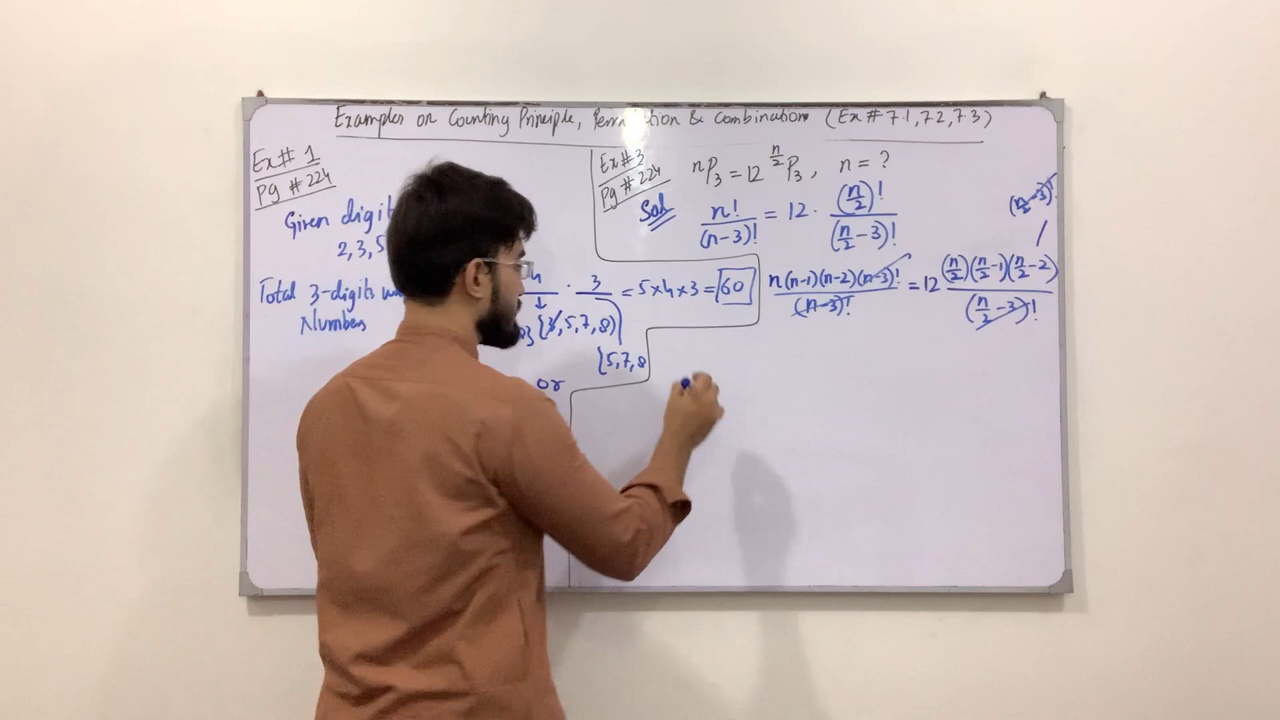 Examples on Counting Principle, Permutation & Combination (Ex # 7.1, 7.2, 7.3)
Ex# 1
Pg # 224
Given digit
2, 3, 5
Total 3-digits
Numbers
4/↓ · 3/ = 5×4×3 = 60
{3, 5, 7, 8}
{5, 7, 8
or
Ex# 3
Pg # 224
nP₃ = 12 ⁿ⁄²P₃ , n = ?
Sol
n!/(n-3)! = 12 · (n/2)!/(n/2 - 3)!
n(n-1)(n-2)(n-3)!/(n-3)! = 12 (n/2)(n/2-1)(n/2-2)/(n/2-3)!